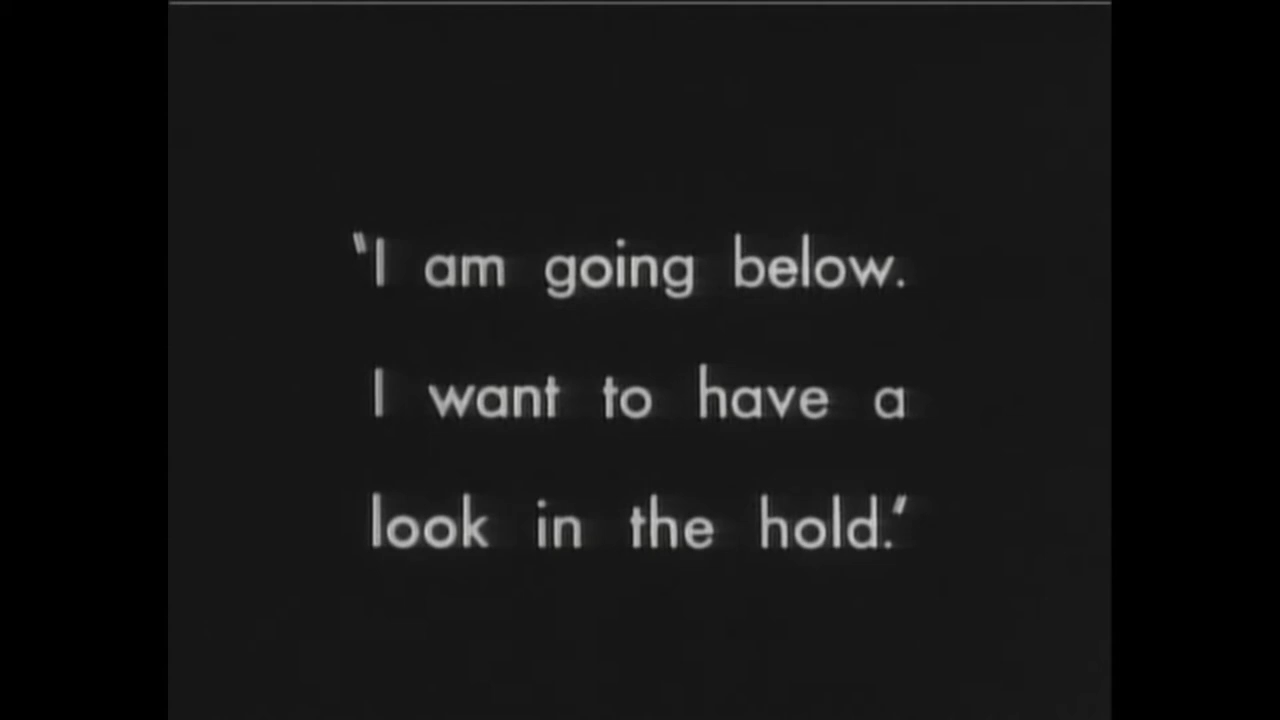 "I am going below.
I want to have a
look in the hold."